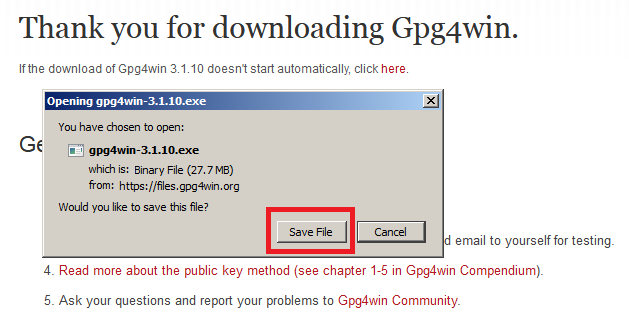 Thank you for downloading Gpg4win.
If the download of Gpg4win 3.1.10 doesn't start automatically, click here.
Opening gpg4win-3.1.10.exe
Ge
You have chosen to open:
gpg4win-3.1.10.exe
which is: Binary File (27.7 MB)
from: https://files.gpg4win.org
Would you like to save this file?
Save File Cancel
d email to yourself for testing.
4. Read more about the public key method (see chapter 1-5 in Gpg4win Compendium).
5. Ask your questions and report your problems to Gpg4win Community.